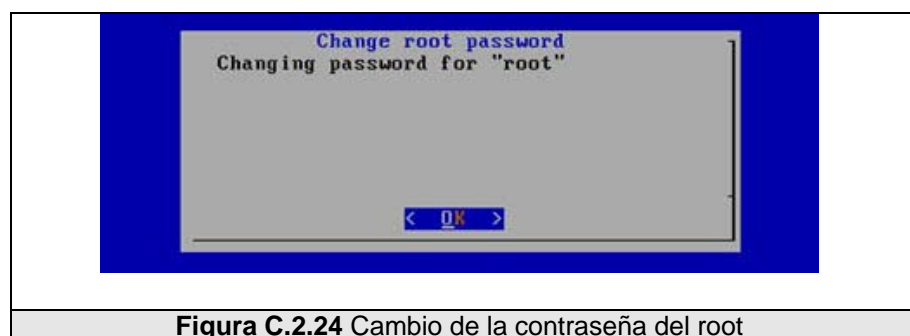 Change root password
Changing password for "root"
< OK >
Figura C.2.24 Cambio de la contraseña del root